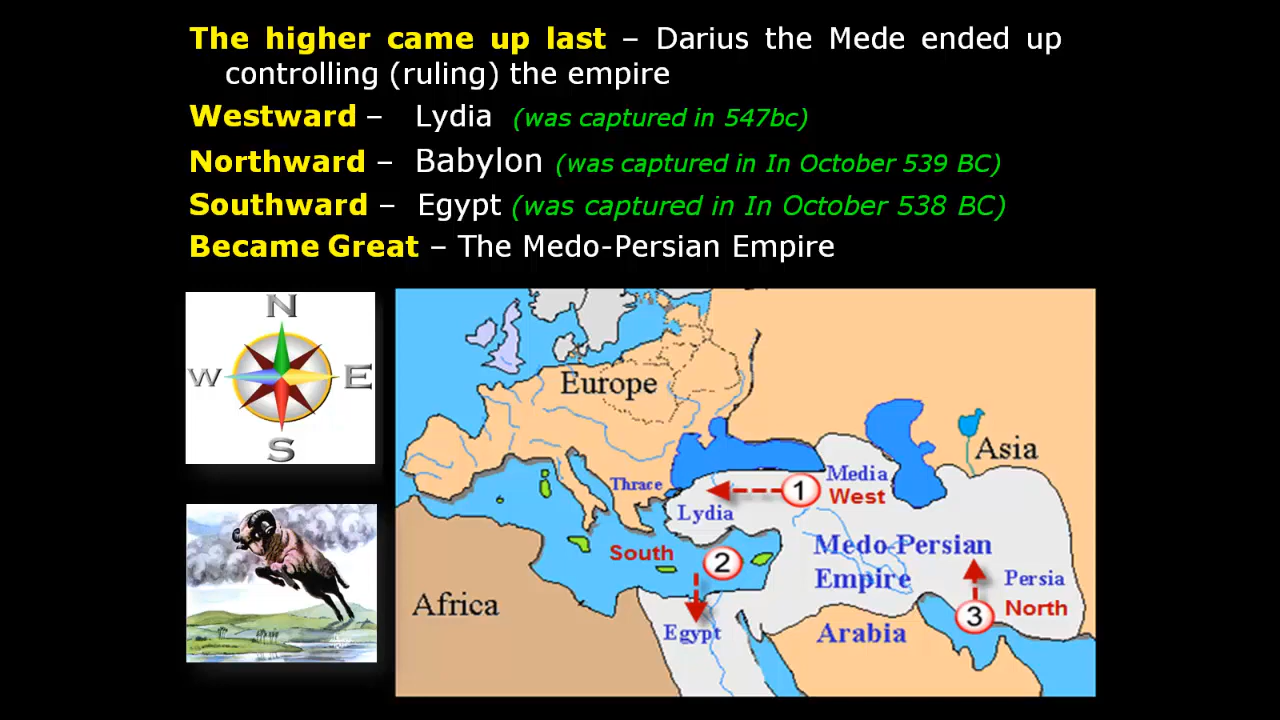 The higher came up last – Darius the Mede ended up
controlling (ruling) the empire
Westward – Lydia (was captured in 547bc)
Northward – Babylon (was captured in In October 539 BC)
Southward – Egypt (was captured in In October 538 BC)
Became Great – The Medo-Persian Empire
N
W E
S
Europe
Asia
Thrace
Media
1 West
Lydia
South 2
Medo-Persian
Empire
Persia
3 North
Africa
Egypt
Arabia